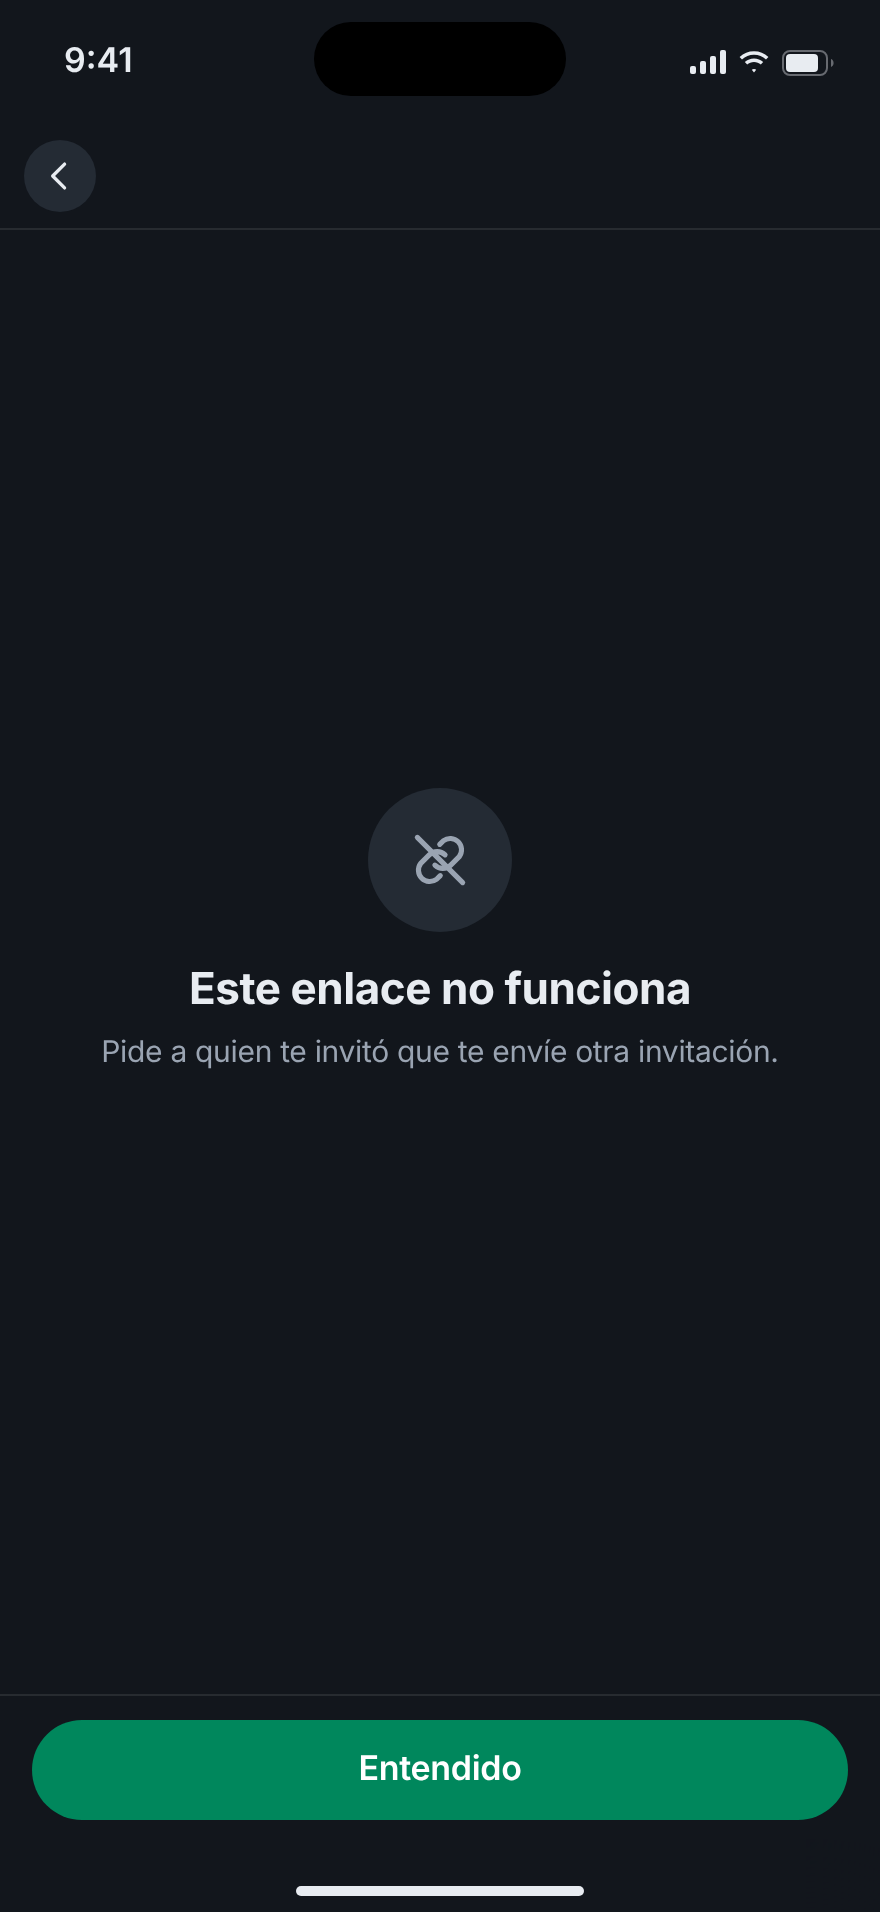 9:41
Este enlace no funciona
Pide a quien te invitó que te envíe otra invitación.
Entendido